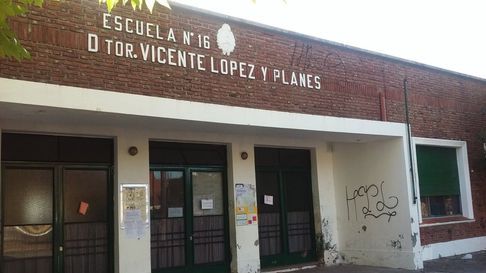 ESCUELA Nº 16
DTOR. VICENTE LOPEZ Y PLANES